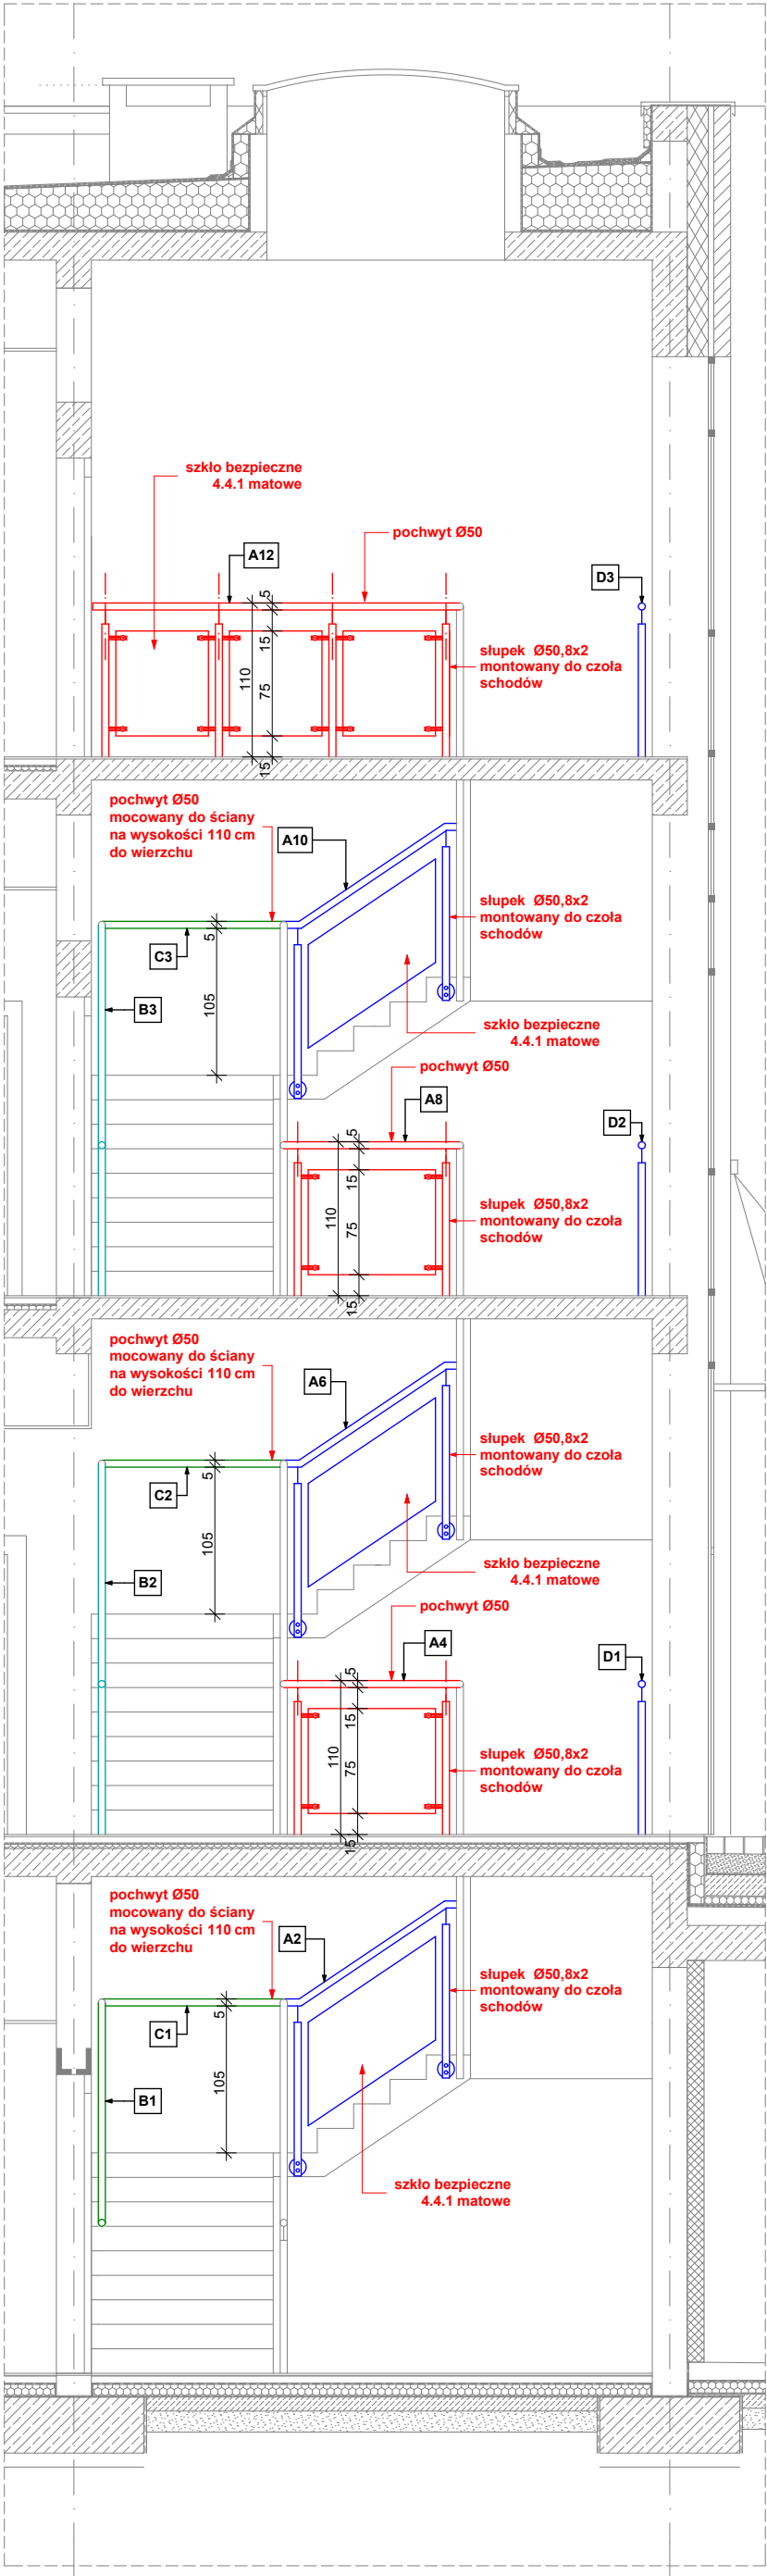 szkło bezpieczne
4.4.1 matowe
pochwyt Ø50
A12
D3
5
15
110
75
15
słupek Ø50,8x2
montowany do czoła
schodów
pochwyt Ø50
mocowany do ściany
na wysokości 110 cm
do wierzchu
A10
słupek Ø50,8x2
montowany do czoła
schodów
C3
5
B3
105
szkło bezpieczne
4.4.1 matowe
pochwyt Ø50
A8
D2
5
15
110
75
15
słupek Ø50,8x2
montowany do czoła
schodów
pochwyt Ø50
mocowany do ściany
na wysokości 110 cm
do wierzchu
A6
słupek Ø50,8x2
montowany do czoła
schodów
C2
5
105
B2
szkło bezpieczne
4.4.1 matowe
pochwyt Ø50
A4
D1
5
15
110
75
15
słupek Ø50,8x2
montowany do czoła
schodów
pochwyt Ø50
mocowany do ściany
na wysokości 110 cm
do wierzchu
A2
słupek Ø50,8x2
montowany do czoła
schodów
C1
5
105
B1
szkło bezpieczne
4.4.1 matowe